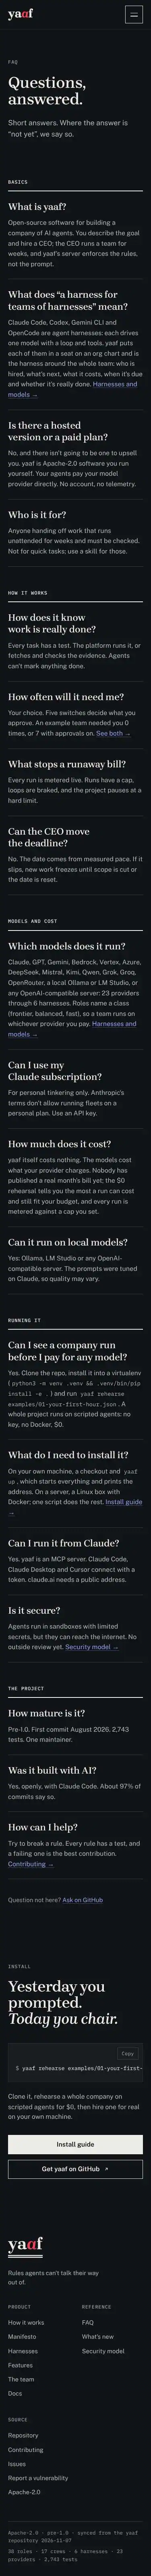 yaaf
FAQ
Questions,
answered.
Short answers. Where the answer is
“not yet”, we say so.
BASICS
What is yaaf?
Open-source software for building a
company of AI agents. You describe the goal
and hire a CEO; the CEO runs a team for
weeks, and yaaf's server enforces the rules,
not the prompt.
What does “a harness for
teams of harnesses” mean?
Claude Code, Codex, Gemini CLI and
OpenCode are agent harnesses: each drives
one model with a loop and tools. yaaf puts
each of them in a seat on an org chart and is
the harness around the whole team: who is
hired, what's next, what it costs, when it's due
and whether it's really done. Harnesses and
models →
Is there a hosted
version or a paid plan?
No, and there isn't going to be one to upsell
you. yaaf is Apache-2.0 software you run
yourself. Your agents pay your model
provider directly. No account, no telemetry.
Who is it for?
Anyone handing off work that runs
unattended for weeks and must be checked.
Not for quick tasks; use a skill for those.
HOW IT WORKS
How does it know
work is really done?
Every task has a test. The platform runs it, or
fetches and checks the evidence. Agents
can't mark anything done.
How often will it need me?
Your choice. Five switches decide what you
approve. An example team needed you 0
times, or 7 with approvals on. See both →
What stops a runaway bill?
Every run is metered live. Runs have a cap,
loops are braked, and the project pauses at a
hard limit.
Can the CEO move
the deadline?
No. The date comes from measured pace. If it
slips, new work freezes until scope is cut or
the date is reset.
MODELS AND COST
Which models does it run?
Claude, GPT, Gemini, Bedrock, Vertex, Azure,
DeepSeek, Mistral, Kimi, Qwen, Grok, Groq,
OpenRouter, a local Ollama or LM Studio, or
any OpenAI-compatible server: 23 providers
through 6 harnesses. Roles name a class
(frontier, balanced, fast), so a team runs on
whichever provider you pay. Harnesses and
models →
Can I use my
Claude subscription?
For personal tinkering only. Anthropic's
terms don't allow running fleets on a
personal plan. Use an API key.
How much does it cost?
yaaf itself costs nothing. The models cost
what your provider charges. Nobody has
published a real month's bill yet; the $0
rehearsal tells you the most a run can cost
and still fit your budget, and every run is
metered against a cap you set.
Can it run on local models?
Yes: Ollama, LM Studio or any OpenAI-
compatible server. The prompts were tuned
on Claude, so quality may vary.
RUNNING IT
Can I see a company run
before I pay for any model?
Yes. Clone the repo, install it into a virtualenv
( python3 -m venv .venv && .venv/bin/pip
install -e . ) and run yaaf rehearse
examples/01-your-first-hour.json . A
whole project runs on scripted agents: no
key, no Docker, $0.
What do I need to install it?
On your own machine, a checkout and yaaf
up , which starts everything and prints the
address. On a server, a Linux box with
Docker; one script does the rest. Install guide
→
Can I run it from Claude?
Yes. yaaf is an MCP server. Claude Code,
Claude Desktop and Cursor connect with a
token. claude.ai needs a public address.
Is it secure?
Agents run in sandboxes with limited
secrets, but they can reach the internet. No
outside review yet. Security model →
THE PROJECT
How mature is it?
Pre-1.0. First commit August 2026, 2,743
tests. One maintainer.
Was it built with AI?
Yes, openly, with Claude Code. About 97% of
commits say so.
How can I help?
Try to break a rule. Every rule has a test, and
a failing one is the best contribution.
Contributing →
Question not here? Ask on GitHub
INSTALL
Yesterday you
prompted.
Today you chair.
Copy
$ yaaf rehearse examples/01-your-first-
Clone it, rehearse a whole company on
scripted agents for $0, then hire one for real
on your own machine.
Install guide
Get yaaf on GitHub ↗
yaaf
Rules agents can't talk their way
out of.
PRODUCT
How it works
Manifesto
Harnesses
Features
The team
Docs
REFERENCE
FAQ
What's new
Security model
SOURCE
Repository
Contributing
Issues
Report a vulnerability
Apache-2.0
Apache-2.0 · pre-1.0 · synced from the yaaf
repository 2026-11-07
38 roles · 17 crews · 6 harnesses · 23
providers · 2,743 tests